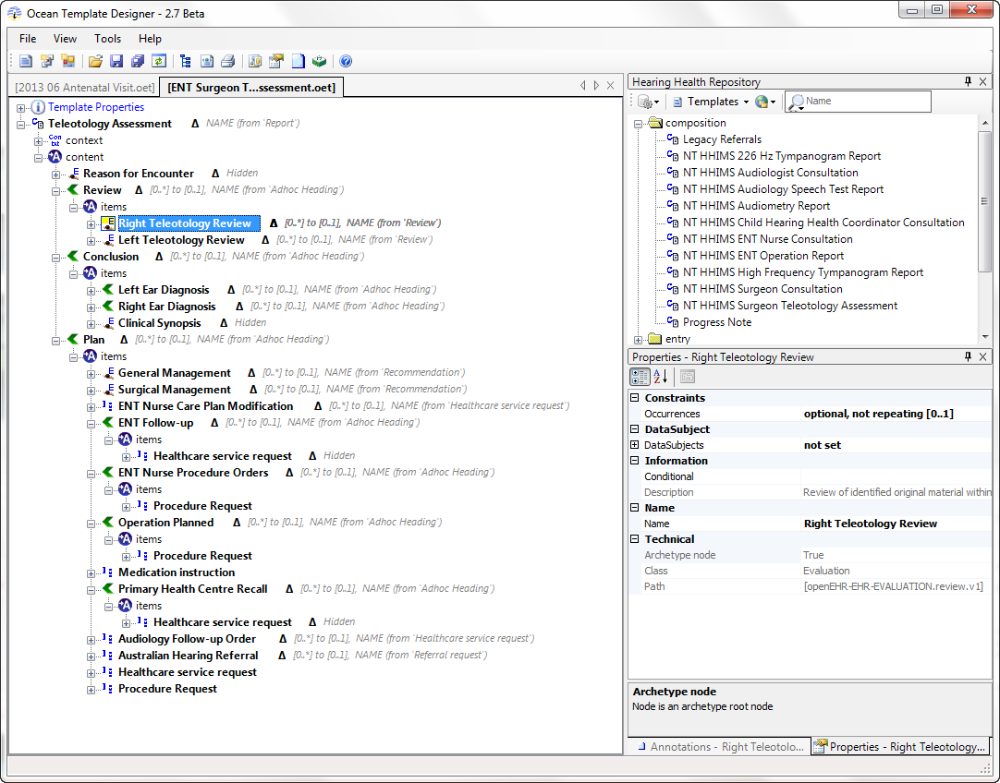 Ocean Template Designer - 2.7 Beta
File View Tools Help
[2013 06 Antenatal Visit.oet] [ENT Surgeon T...ssessment.oet]
Template Properties
Teleotology Assessment Δ NAME (from 'Report')
Con txt context
content
Reason for Encounter Δ Hidden
Review Δ [0..*] to [0..1], NAME (from 'Adhoc Heading')
items
Right Teleotology Review Δ [0..*] to [0..1], NAME (from 'Review')
Left Teleotology Review Δ [0..*] to [0..1], NAME (from 'Review')
Conclusion Δ [0..*] to [0..1], NAME (from 'Adhoc Heading')
items
Left Ear Diagnosis Δ [0..*] to [0..1], NAME (from 'Adhoc Heading')
Right Ear Diagnosis Δ [0..*] to [0..1], NAME (from 'Adhoc Heading')
Clinical Synopsis Δ Hidden
Plan Δ [0..*] to [0..1], NAME (from 'Adhoc Heading')
items
General Management Δ [0..*] to [0..1], NAME (from 'Recommendation')
Surgical Management Δ [0..*] to [0..1], NAME (from 'Recommendation')
ENT Nurse Care Plan Modification Δ [0..*] to [0..1], NAME (from 'Healthcare service request')
ENT Follow-up Δ [0..*] to [0..1], NAME (from 'Adhoc Heading')
items
Healthcare service request Δ Hidden
ENT Nurse Procedure Orders Δ [0..*] to [0..1], NAME (from 'Adhoc Heading')
items
Procedure Request
Operation Planned Δ [0..*] to [0..1], NAME (from 'Adhoc Heading')
items
Procedure Request
Medication instruction
Primary Health Centre Recall Δ [0..*] to [0..1], NAME (from 'Adhoc Heading')
items
Healthcare service request Δ Hidden
Audiology Follow-up Order Δ [0..*] to [0..1], NAME (from 'Healthcare service request')
Australian Hearing Referral Δ [0..*] to [0..1], NAME (from 'Referral request')
Healthcare service request
Procedure Request
Hearing Health Repository
Templates Name
composition
Legacy Referrals
NT HHIMS 226 Hz Tympanogram Report
NT HHIMS Audiologist Consultation
NT HHIMS Audiology Speech Test Report
NT HHIMS Audiometry Report
NT HHIMS Child Hearing Health Coordinator Consultation
NT HHIMS ENT Nurse Consultation
NT HHIMS ENT Operation Report
NT HHIMS High Frequency Tympanogram Report
NT HHIMS Surgeon Consultation
NT HHIMS Surgeon Teleotology Assessment
Progress Note
entry
Properties - Right Teleotology Review
Constraints
Occurrences optional, not repeating [0..1]
DataSubject
DataSubjects not set
Information
Conditional
Description Review of identified original material within
Name
Name Right Teleotology Review
Technical
Archetype node True
Class Evaluation
Path [openEHR-EHR-EVALUATION.review.v1]
Archetype node
Node is an archetype root node
Annotations - Right Teleotolo... Properties - Right Teleotology...